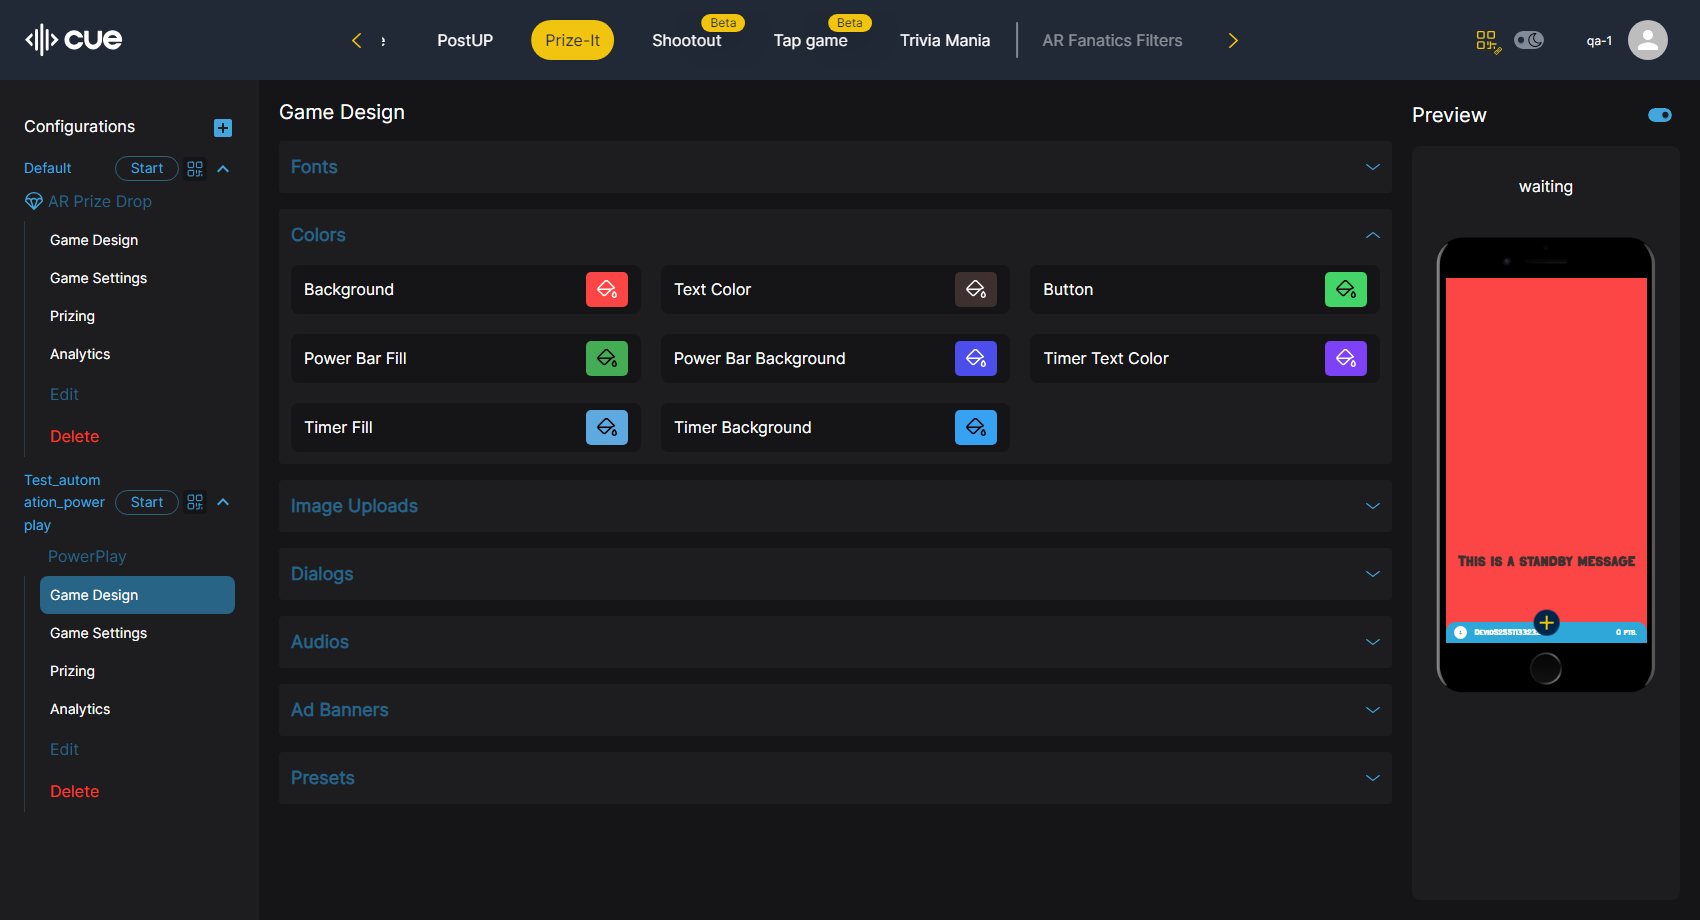 cue
PostUP
Prize-It
Shootout
Beta
Tap game
Beta
Trivia Mania
AR Fanatics Filters
qa-1
Configurations
Default
Start
AR Prize Drop
Game Design
Game Settings
Prizing
Analytics
Edit
Delete
Test_autom
ation_power
play
Start
PowerPlay
Game Design
Game Settings
Prizing
Analytics
Edit
Delete
Game Design
Fonts
Colors
Background
Text Color
Button
Power Bar Fill
Power Bar Background
Timer Text Color
Timer Fill
Timer Background
Image Uploads
Dialogs
Audios
Ad Banners
Presets
Preview
waiting
This is a standby message
0 pts.